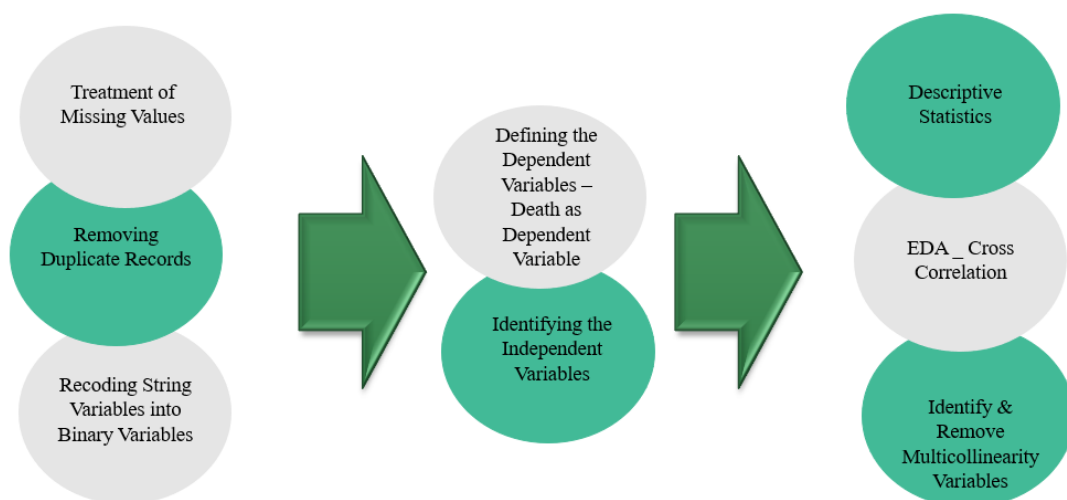 Treatment of
Missing Values
Removing
Duplicate Records
Recoding String
Variables into
Binary Variables
Defining the
Dependent
Variables –
Death as
Dependent
Variable
Identifying the
Independent
Variables
Descriptive
Statistics
EDA _ Cross
Correlation
Identify &
Remove
Multicollinearity
Variables